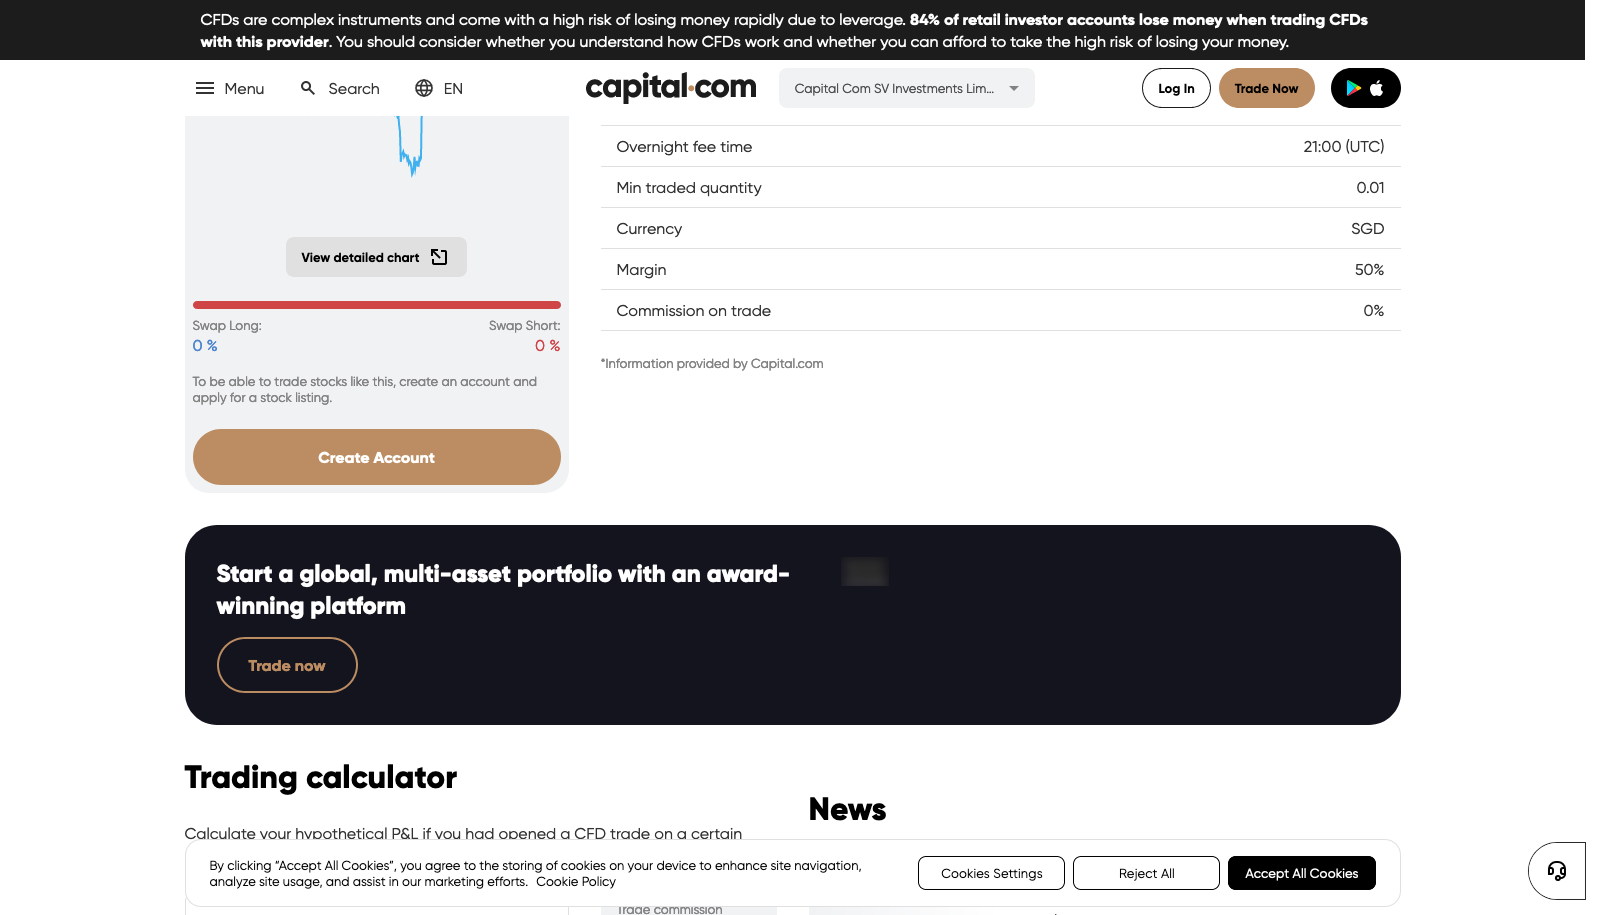 CFDs are complex instruments and come with a high risk of losing money rapidly due to leverage. 84% of retail investor accounts lose money when trading CFDs
with this provider. You should consider whether you understand how CFDs work and whether you can afford to take the high risk of losing your money.
Menu
Search
EN
capital.com
Capital Com SV Investments Lim...
Log In
Trade Now
Overnight fee time 21:00 (UTC)
Min traded quantity 0.01
Currency SGD
Margin 50%
Commission on trade 0%
*Information provided by Capital.com
View detailed chart
Swap Long: Swap Short:
0 % 0 %
To be able to trade stocks like this, create an account and
apply for a stock listing.
Create Account
Start a global, multi-asset portfolio with an award-
winning platform
Trade now
Trading calculator
Calculate your hypothetical P&L if you had opened a CFD trade on a certain
News
By clicking “Accept All Cookies”, you agree to the storing of cookies on your device to enhance site navigation,
analyze site usage, and assist in our marketing efforts. Cookie Policy
Cookies Settings
Reject All
Accept All Cookies
Trade commission